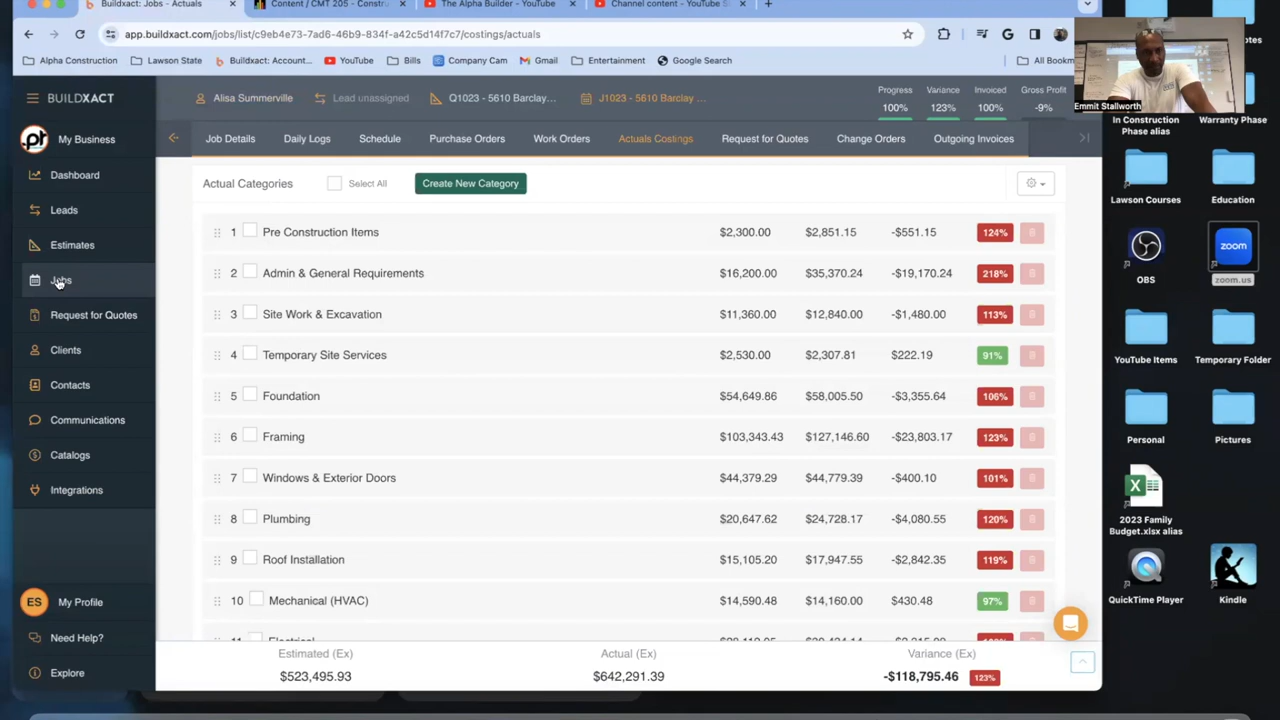 Buildxact: Jobs - Actuals
Content / CMT 205 - Constru
The Alpha Builder - YouTube
Channel content - YouTube S
app.buildxact.com/jobs/list/c9eb4e73-7ad6-46b9-834f-a42c5d14f7c7/costings/actuals
Alpha Construction
Lawson State
Buildxact: Account...
YouTube
Bills
Company Cam
Gmail
Entertainment
Google Search
All Bookm
BUILDXACT
Alisa Summerville
Lead unassigned
Q1023 - 5610 Barclay...
J1023 - 5610 Barclay ...
Progress
100%
Variance
123%
Invoiced
100%
Gross Profit
-9%
.pr
My Business
Job Details
Daily Logs
Schedule
Purchase Orders
Work Orders
Actuals Costings
Request for Quotes
Change Orders
Outgoing Invoices
Dashboard
Leads
Estimates
Jobs
Request for Quotes
Clients
Contacts
Communications
Catalogs
Integrations
ES
My Profile
Need Help?
Explore
Actual Categories
Select All
Create New Category
1 Pre Construction Items $2,300.00 $2,851.15 -$551.15 124%
2 Admin & General Requirements $16,200.00 $35,370.24 -$19,170.24 218%
3 Site Work & Excavation $11,360.00 $12,840.00 -$1,480.00 113%
4 Temporary Site Services $2,530.00 $2,307.81 $222.19 91%
5 Foundation $54,649.86 $58,005.50 -$3,355.64 106%
6 Framing $103,343.43 $127,146.60 -$23,803.17 123%
7 Windows & Exterior Doors $44,379.29 $44,779.39 -$400.10 101%
8 Plumbing $20,647.62 $24,728.17 -$4,080.55 120%
9 Roof Installation $15,105.20 $17,947.55 -$2,842.35 119%
10 Mechanical (HVAC) $14,590.48 $14,160.00 $430.48 97%
11 Electrical
Estimated (Ex)
$523,495.93
Actual (Ex)
$642,291.39
Variance (Ex)
-$118,795.46 123%
Emmit Stallworth
In Construction
Phase alias
Warranty Phase
Lawson Courses
Education
OBS
zoom
zoom.us
YouTube Items
Temporary Folder
Personal
Pictures
X
2023 Family
Budget.xlsx alias
QuickTime Player
Kindle